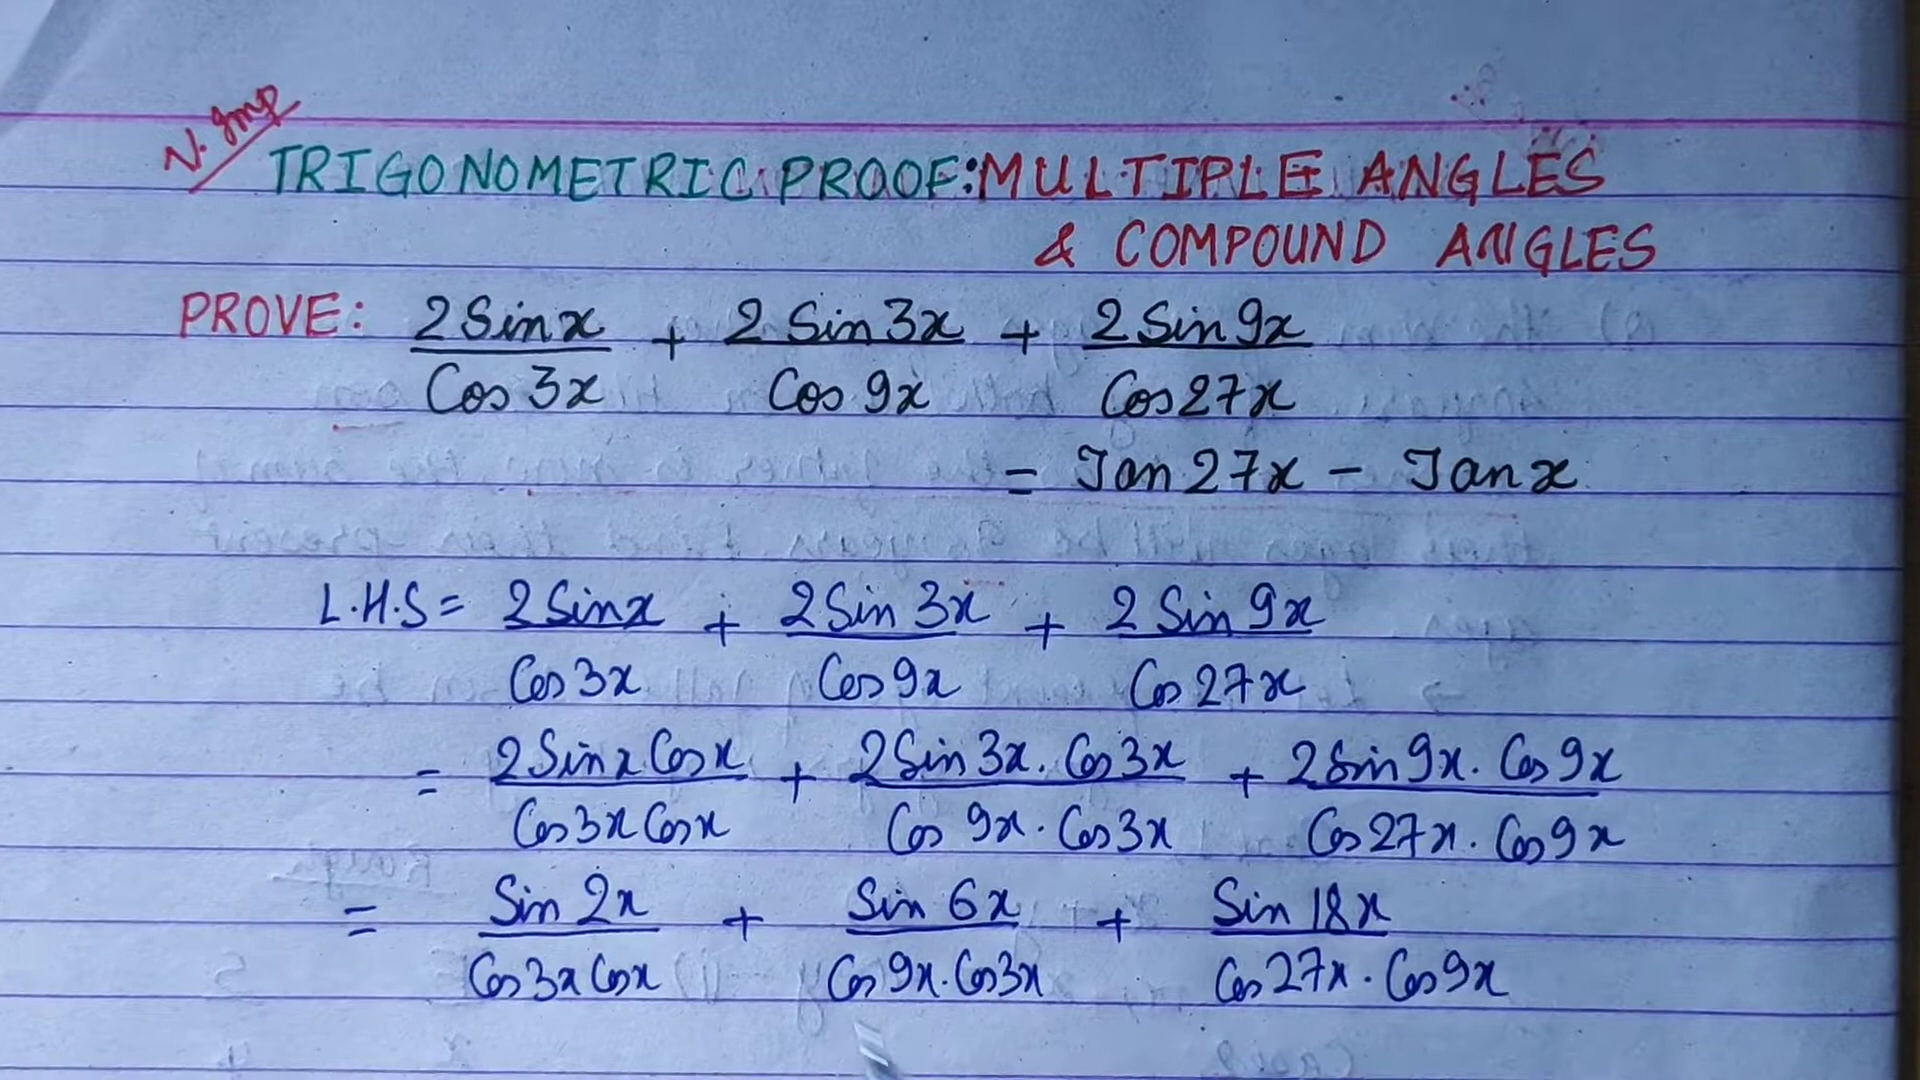 N. Imp
TRIGONOMETRIC PROOF: MULTIPLE ANGLES
& COMPOUND ANGLES
PROVE: 2 Sin x / Cos 3x + 2 Sin 3x / Cos 9x + 2 Sin 9x / Cos 27x
= Tan 27x - Tan x
L.H.S = 2 Sin x / Cos 3x + 2 Sin 3x / Cos 9x + 2 Sin 9x / Cos 27x
= 2 Sin x Cos x / Cos 3x Cos x + 2 Sin 3x . Cos 3x / Cos 9x . Cos 3x + 2 Sin 9x . Cos 9x / Cos 27x . Cos 9x
= Sin 2x / Cos 3x Cos x + Sin 6x / Cos 9x . Cos 3x + Sin 18x / Cos 27x . Cos 9x